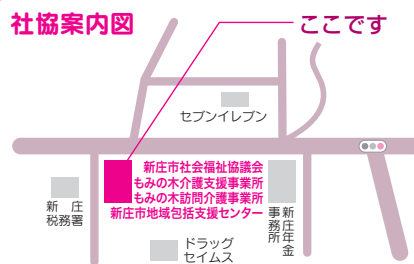 社協案内図
ここです
セブンイレブン
新庄市社会福祉協議会
もみの木介護支援事業所
もみの木訪問介護事業所
新庄市地域包括支援センター
新庄
税務署
新庄年金
事務所
ドラッグ
セイムス